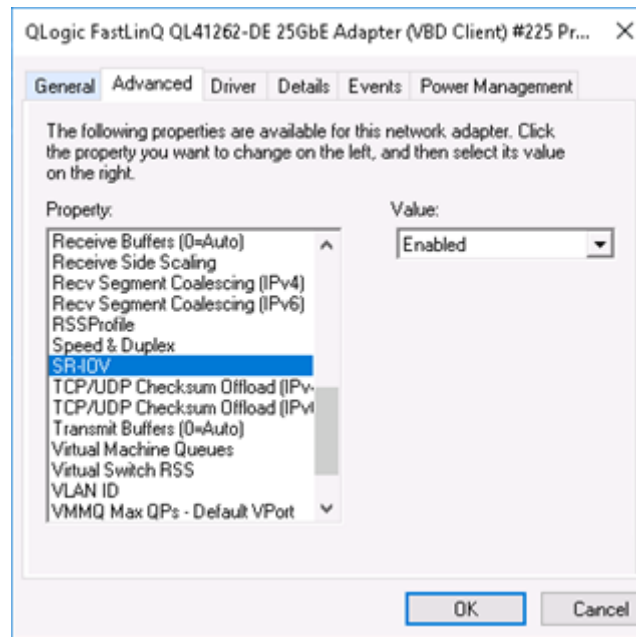 QLogic FastLinQ QL41262-DE 25GbE Adapter (VBD Client) #225 Pr...
General Advanced Driver Details Events Power Management
The following properties are available for this network adapter. Click
the property you want to change on the left, and then select its value
on the right.
Property:
Receive Buffers (0=Auto)
Receive Side Scaling
Recv Segment Coalescing (IPv4)
Recv Segment Coalescing (IPv6)
RSSProfile
Speed & Duplex
SR-IOV
TCP/UDP Checksum Offload (IPv
TCP/UDP Checksum Offload (IPv
Transmit Buffers (0=Auto)
Virtual Machine Queues
Virtual Switch RSS
VLAN ID
VMMQ Max QPs - Default VPort
Value:
Enabled
OK Cancel